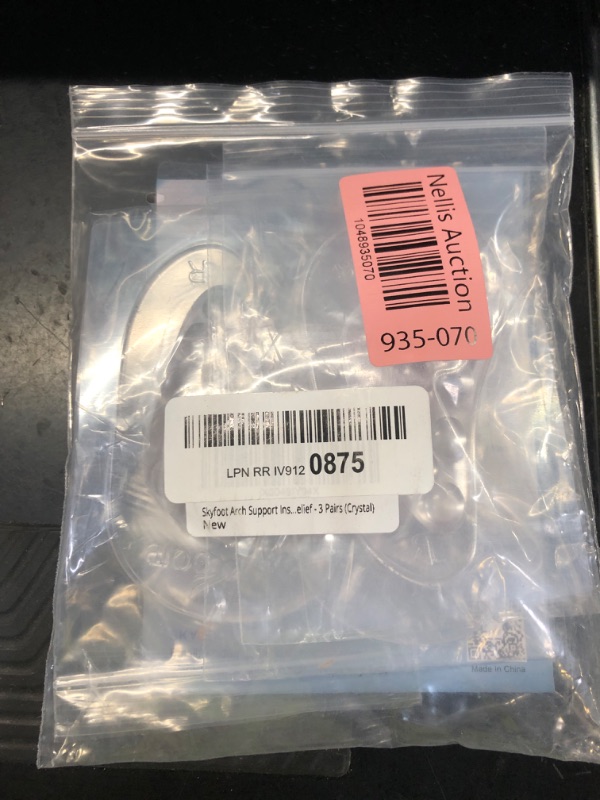 Nellis Auction
1048935070
935-070
LPN RR IV912 0875
Skyfoot Arch Support Ins...elief - 3 Pairs (Crystal)
New
Made in China